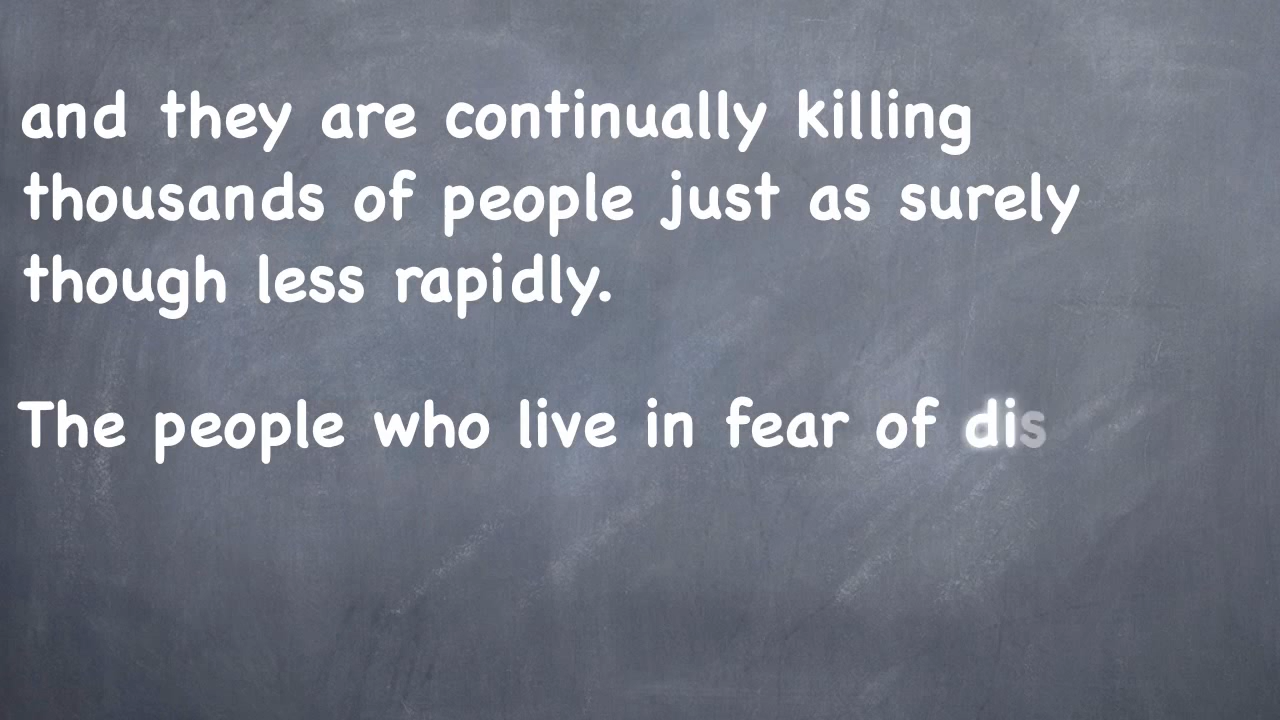 and they are continually killing
thousands of people just as surely
though less rapidly.
The people who live in fear of dis